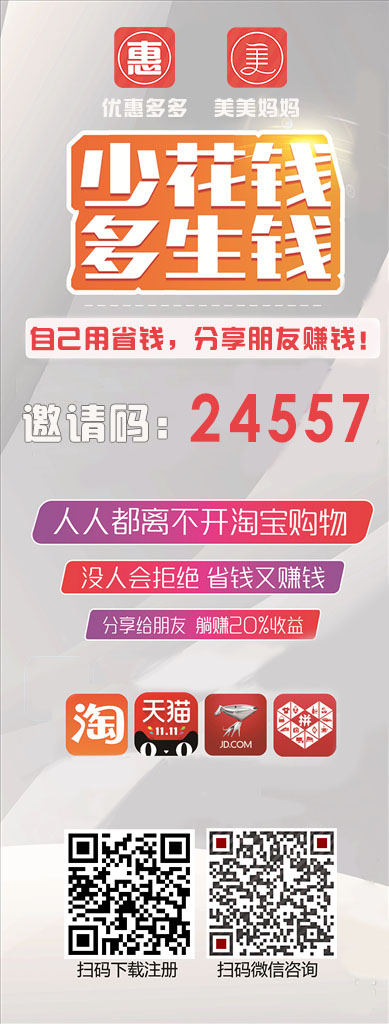 惠 美
优惠多多 美美妈妈
少花钱
多生钱
自己用省钱，分享朋友赚钱！
邀请码：24557
人人都离不开淘宝购物
没人会拒绝 省钱又赚钱
分享给朋友 躺赚20%收益
淘 天猫 11.11 JD.COM 拼
扫码下载注册 扫码微信咨询